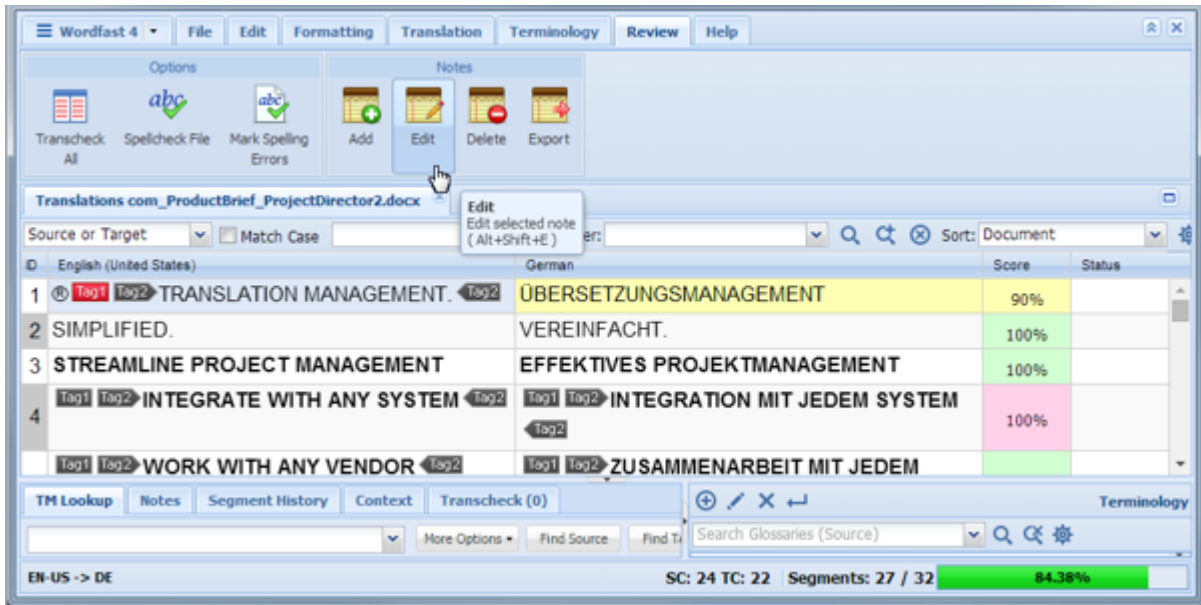 Wordfast 4 File Edit Formatting Translation Terminology Review Help
Options Notes
Transcheck All Spellcheck File Mark Spelling Errors Add Edit Delete Export
Translations com_ProductBrief_ProjectDirector2.docx
Edit
Edit selected note
( Alt+Shift+E )
Source or Target Match Case er: Sort: Document
ID English (United States) German Score Status
1 ® Tag1 Tag2 TRANSLATION MANAGEMENT. Tag2 ÜBERSETZUNGSMANAGEMENT 90%
2 SIMPLIFIED. VEREINFACHT. 100%
3 STREAMLINE PROJECT MANAGEMENT EFFEKTIVES PROJEKTMANAGEMENT 100%
4 Tag1 Tag2 INTEGRATE WITH ANY SYSTEM Tag2 Tag1 Tag2 INTEGRATION MIT JEDEM SYSTEM Tag2 100%
Tag1 Tag2 WORK WITH ANY VENDOR Tag2 Tag1 Tag2 ZUSAMMENARBEIT MIT JEDEM
TM Lookup Notes Segment History Context Transcheck (0) Terminology
More Options Find Source Find Search Glossaries (Source)
EN-US -> DE SC: 24 TC: 22 Segments: 27 / 32 84.38%